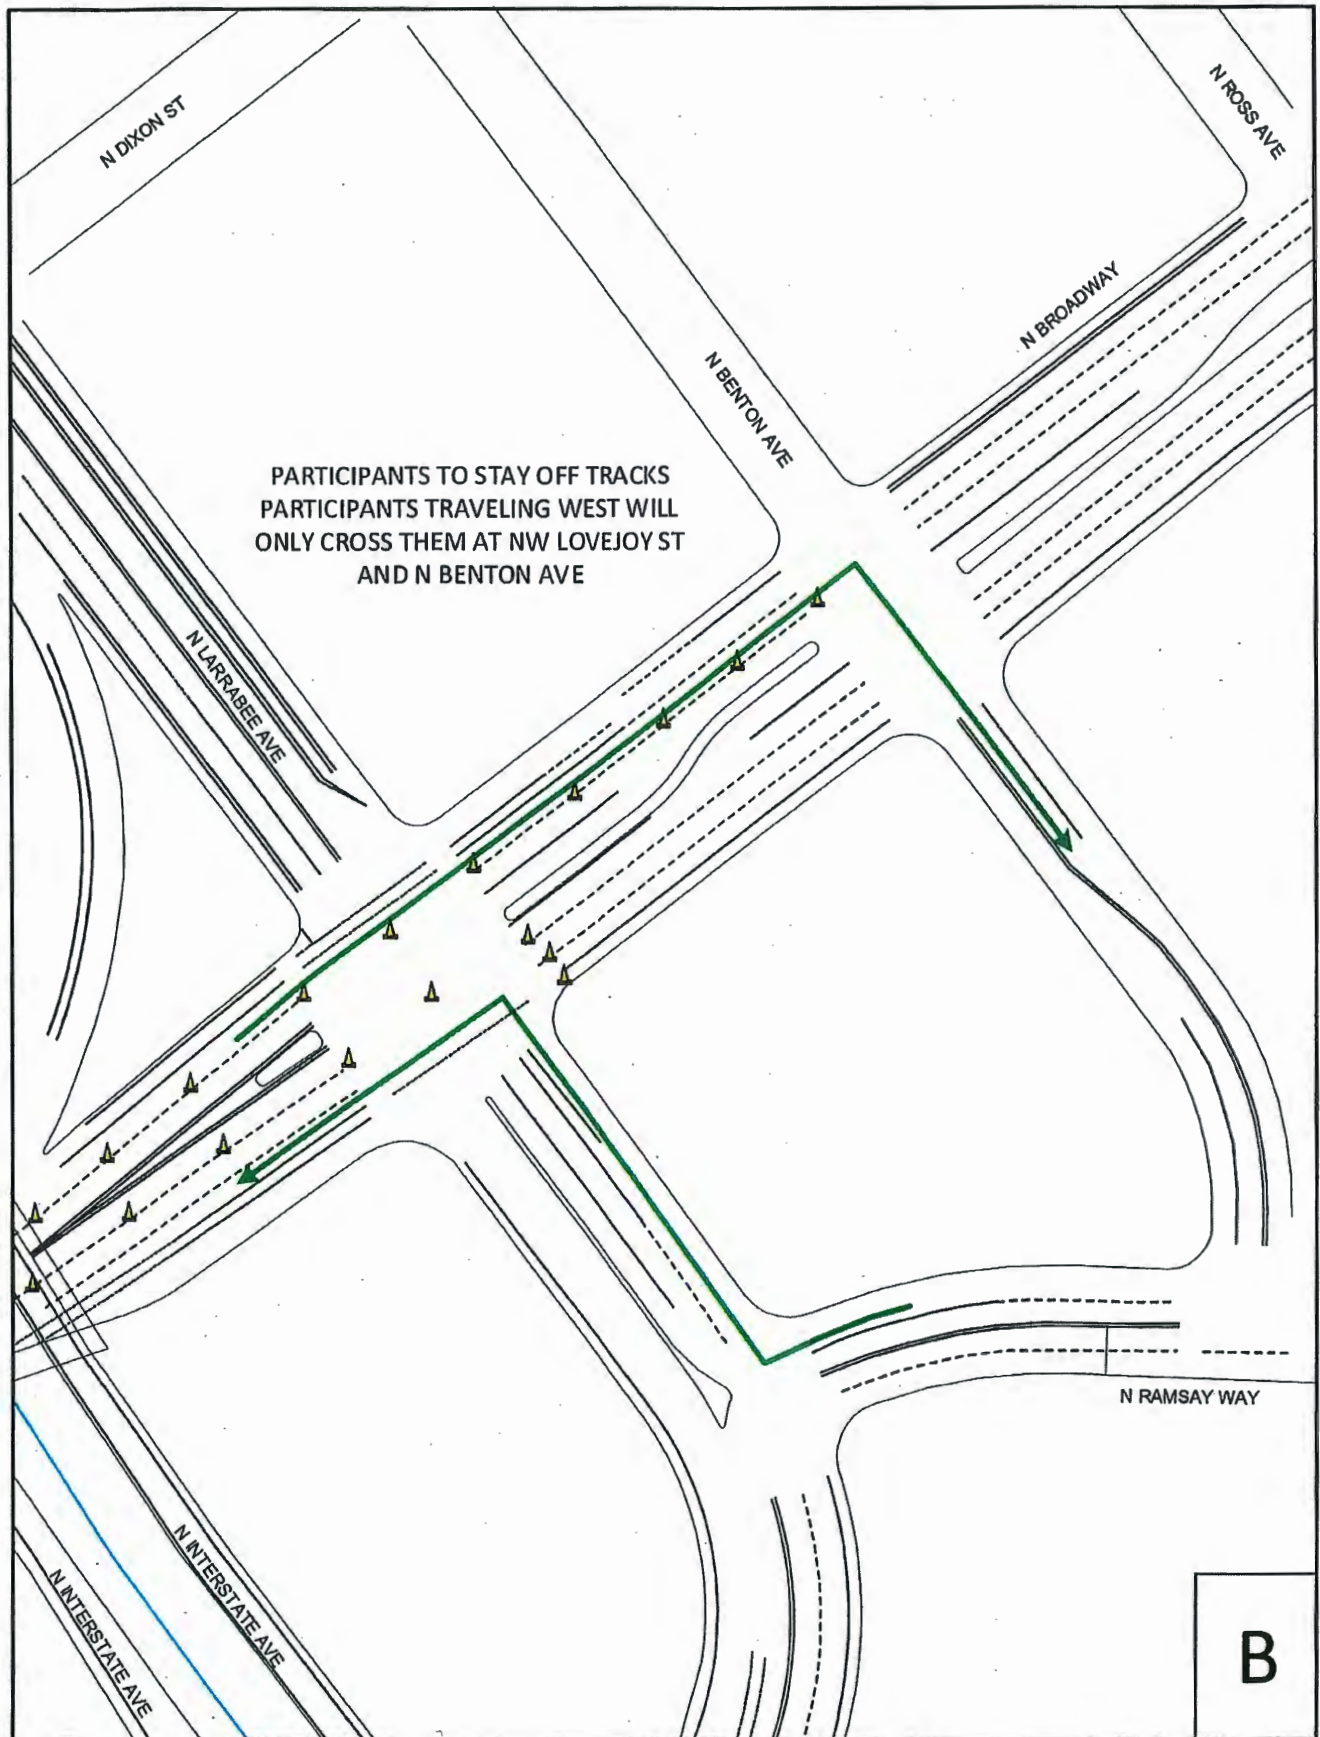 N DIXON ST
N ROSS AVE
N BROADWAY
N BENTON AVE
PARTICIPANTS TO STAY OFF TRACKS
PARTICIPANTS TRAVELING WEST WILL
ONLY CROSS THEM AT NW LOVEJOY ST
AND N BENTON AVE
N LARRABEE AVE
N RAMSAY WAY
N INTERSTATE AVE
N INTERSTATE AVE
B